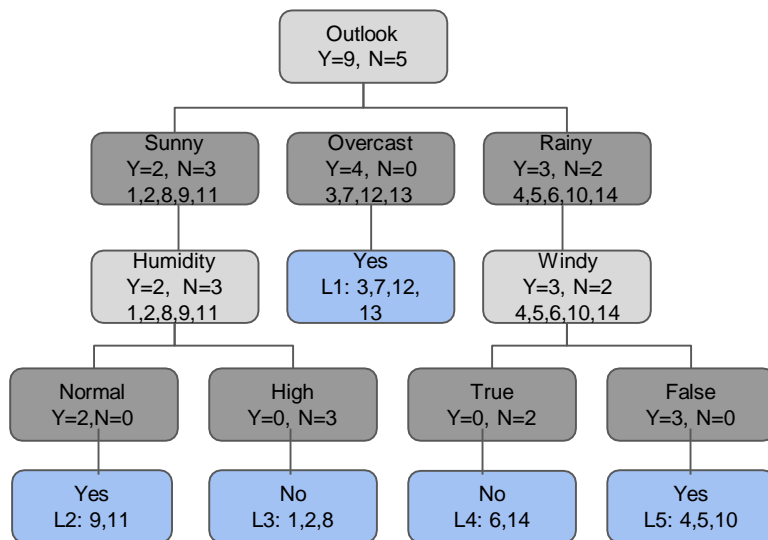 Outlook
Y=9, N=5
Sunny
Y=2, N=3
1,2,8,9,11
Overcast
Y=4, N=0
3,7,12,13
Rainy
Y=3, N=2
4,5,6,10,14
Humidity
Y=2, N=3
1,2,8,9,11
Yes
L1: 3,7,12,
13
Windy
Y=3, N=2
4,5,6,10,14
Normal
Y=2,N=0
High
Y=0, N=3
True
Y=0, N=2
False
Y=3, N=0
Yes
L2: 9,11
No
L3: 1,2,8
No
L4: 6,14
Yes
L5: 4,5,10